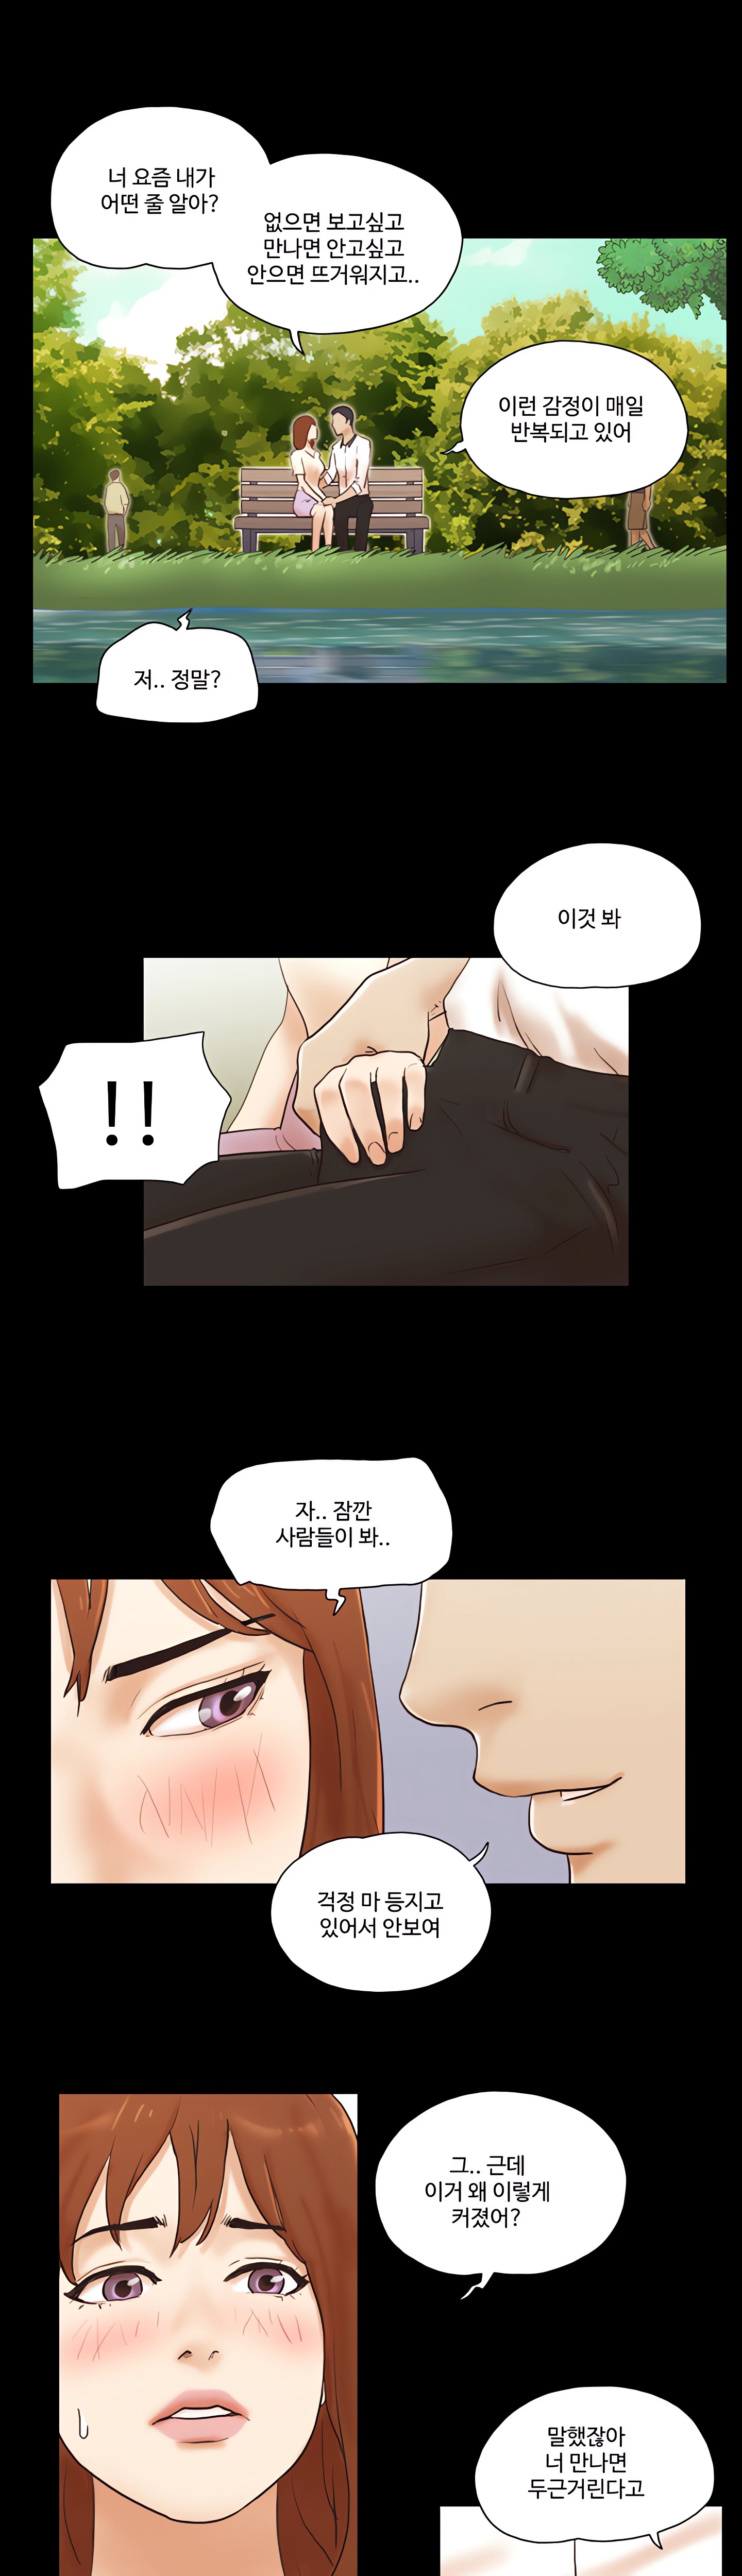 너 요즘 내가
어떤 줄 알아?
없으면 보고싶고
만나면 안고싶고
안으면 뜨거워지고..
이런 감정이 매일
반복되고 있어
저.. 정말?
이것 봐
!!
자.. 잠깐
사람들이 봐..
걱정 마 등지고
있어서 안보여
그.. 근데
이거 왜 이렇게
커졌어?
말했잖아
너 만나면
두근거린다고